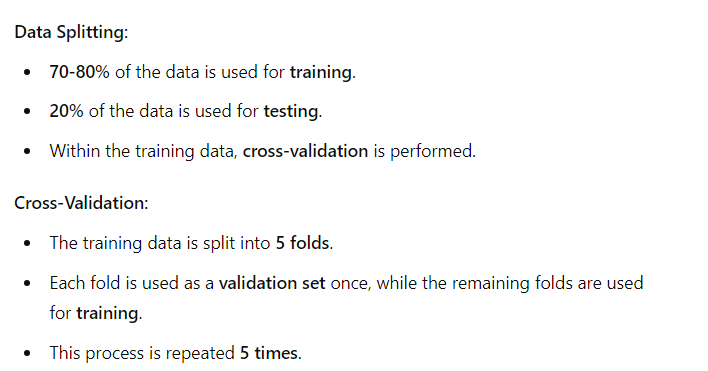 Data Splitting:
• 70-80% of the data is used for training.
• 20% of the data is used for testing.
• Within the training data, cross-validation is performed.
Cross-Validation:
• The training data is split into 5 folds.
• Each fold is used as a validation set once, while the remaining folds are used
for training.
• This process is repeated 5 times.